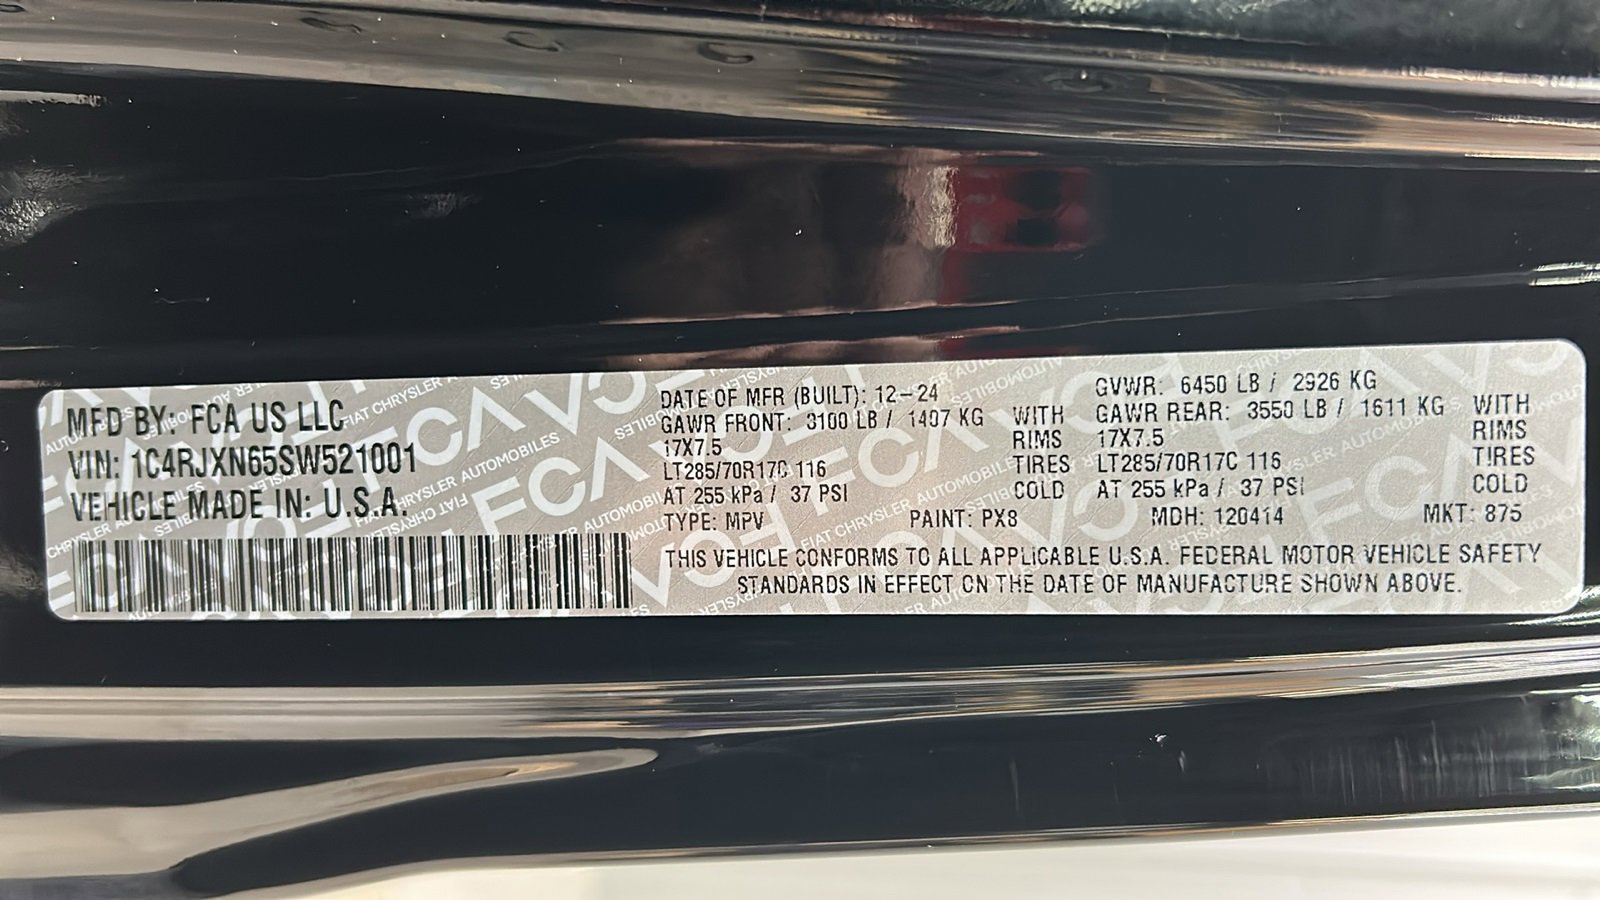 MFD BY: FCA US LLC
VIN: 1C4RJXN65SW521001
VEHICLE MADE IN: U.S.A.
DATE OF MFR (BUILT): 12-24 GVWR: 6450 LB / 2926 KG
GAWR FRONT: 3100 LB / 1407 KG WITH GAWR REAR: 3550 LB / 1611 KG WITH
17X7.5 RIMS 17X7.5 RIMS
LT285/70R17C 116 TIRES LT285/70R17C 116 TIRES
AT 255 kPa / 37 PSI COLD AT 255 kPa / 37 PSI COLD
TYPE: MPV PAINT: PX8 MDH: 120414 MKT: 875
THIS VEHICLE CONFORMS TO ALL APPLICABLE U.S.A. FEDERAL MOTOR VEHICLE SAFETY
STANDARDS IN EFFECT ON THE DATE OF MANUFACTURE SHOWN ABOVE.
FCA
FIAT CHRYSLER AUTOMOBILES